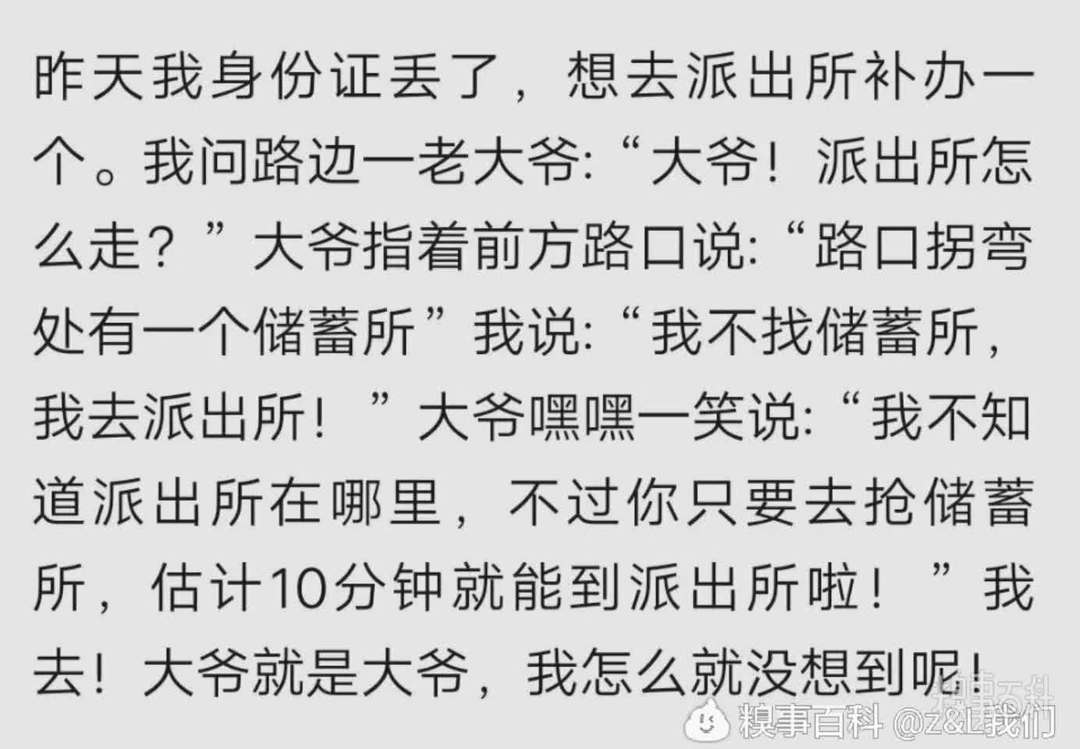 昨天我身份证丢了，想去派出所补办一
个。我问路边一老大爷:“大爷！派出所怎
么走？”大爷指着前方路口说:“路口拐弯
处有一个储蓄所”我说:“我不找储蓄所，
我去派出所！”大爷嘿嘿一笑说:“我不知
道派出所在哪里，不过你只要去抢储蓄
所，估计10分钟就能到派出所啦！”我
去！大爷就是大爷，我怎么就没想到呢！
糗事百科
糗事百科 @z&L我们